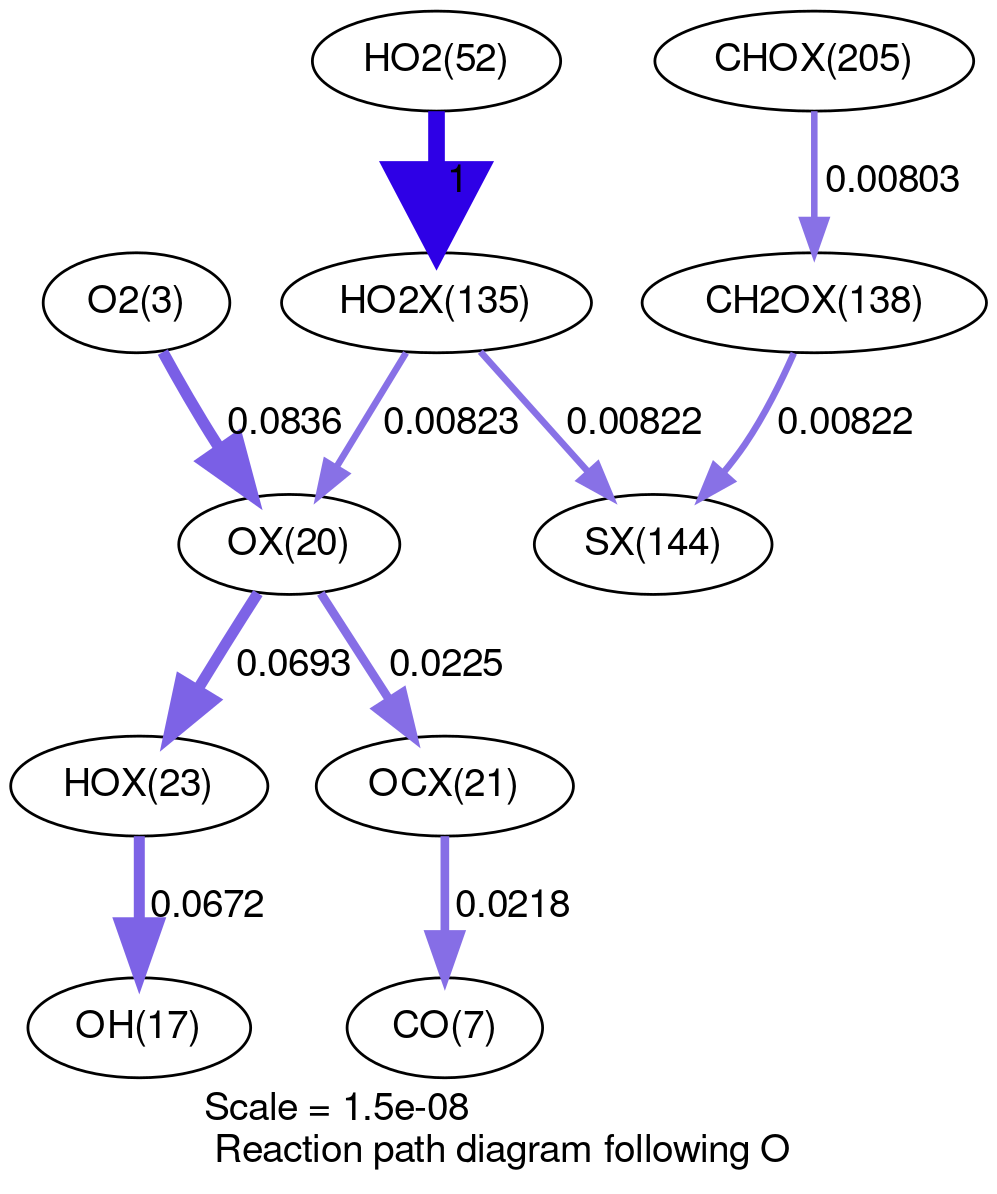 HO2(52)
CHOX(205)
1
0.00803
O2(3)
HO2X(135)
CH2OX(138)
0.0836
0.00823
0.00822
0.00822
OX(20)
SX(144)
0.0693
0.0225
HOX(23)
OCX(21)
0.0672
0.0218
OH(17)
CO(7)
Scale = 1.5e-08
Reaction path diagram following O